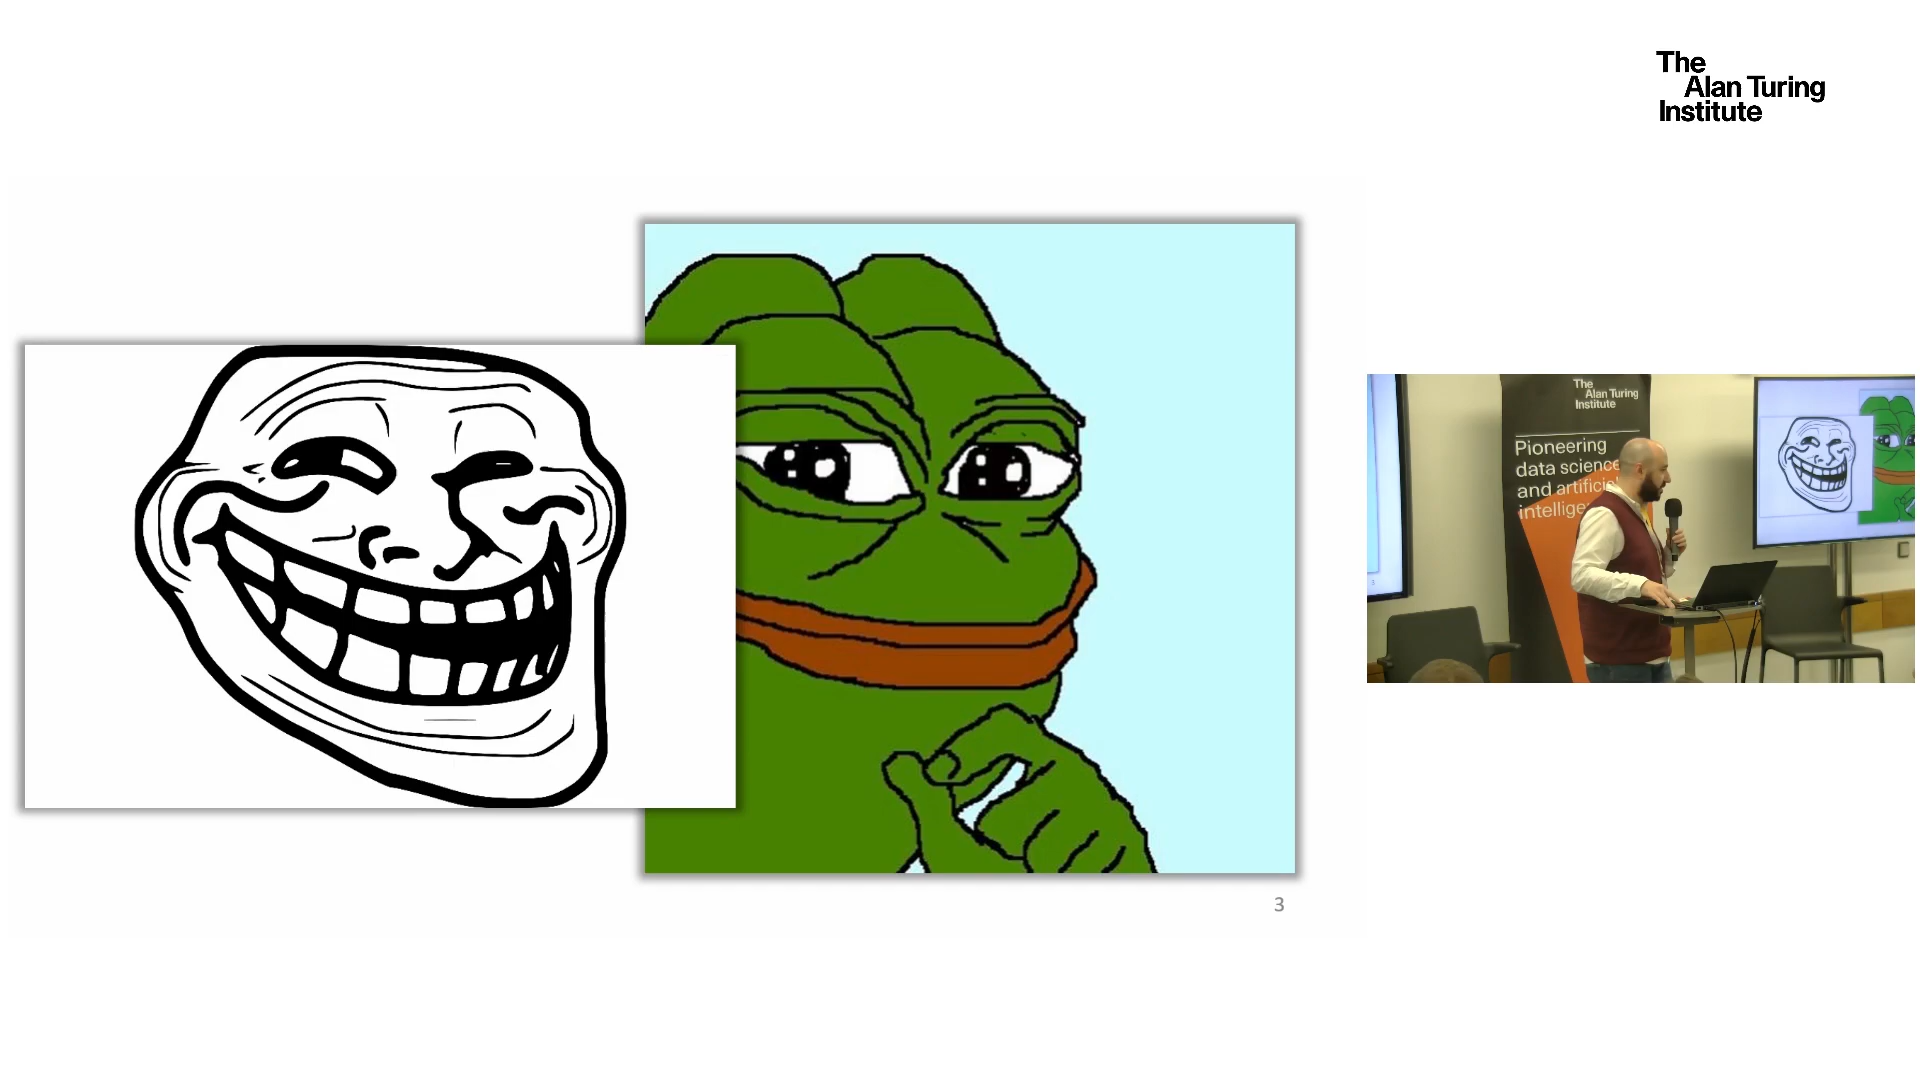 The
Alan Turing
Institute
3
The
Alan Turing
Institute
Pioneering
data science
and artificial